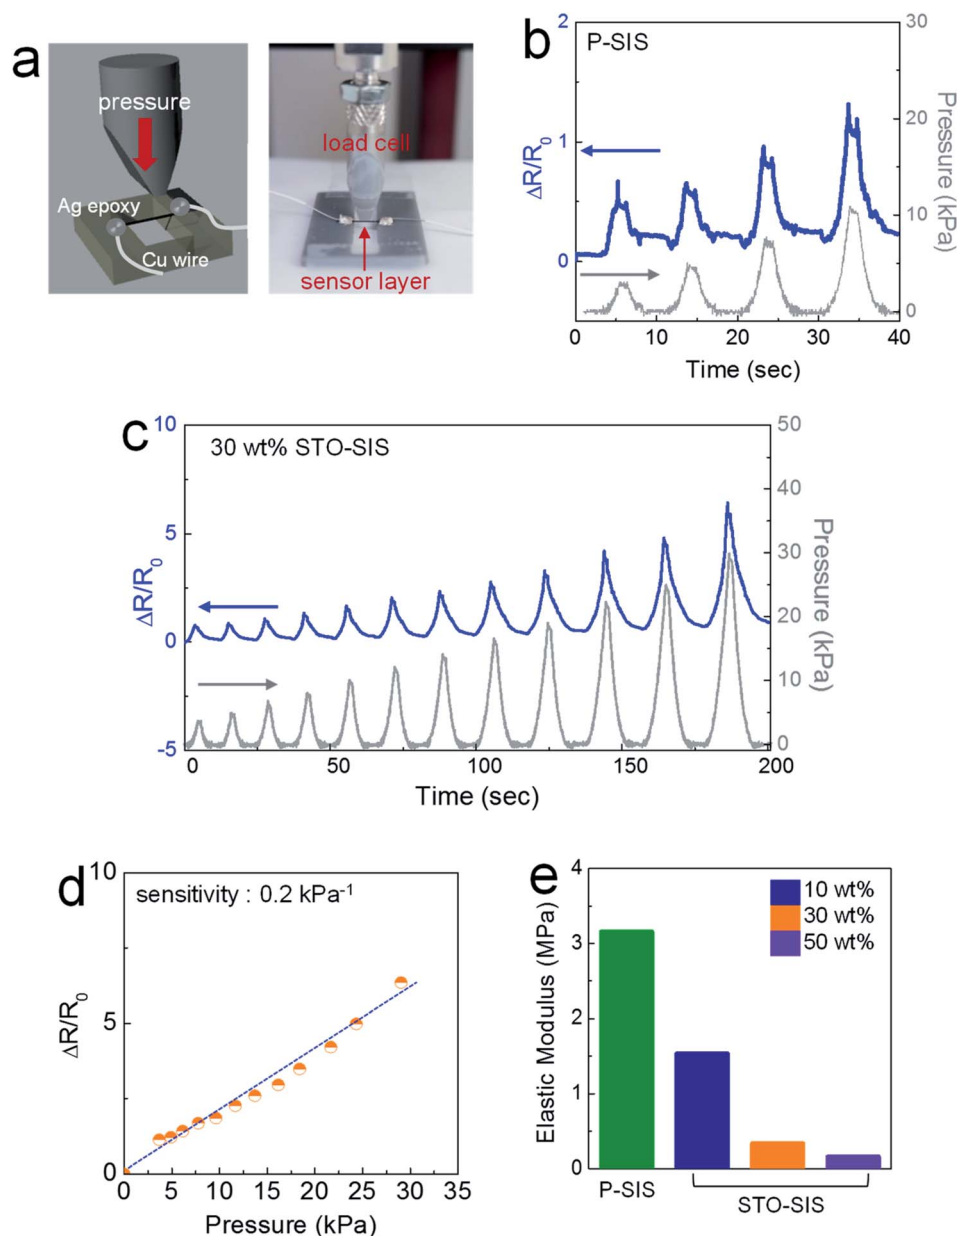 a
pressure
Ag epoxy
Cu wire
load cell
sensor layer
b
P-SIS
ΔR/R0
2
1
0
Pressure (kPa)
30
20
10
0
0 10 20 30 40
Time (sec)
c
30 wt% STO-SIS
ΔR/R0
10
5
0
-5
Pressure (kPa)
50
40
30
20
10
0
0 50 100 150 200
Time (sec)
d
sensitivity : 0.2 kPa⁻¹
ΔR/R0
10
5
0
0 5 10 15 20 25 30 35
Pressure (kPa)
e
10 wt%
30 wt%
50 wt%
Elastic Modulus (MPa)
4
3
2
1
0
P-SIS
STO-SIS